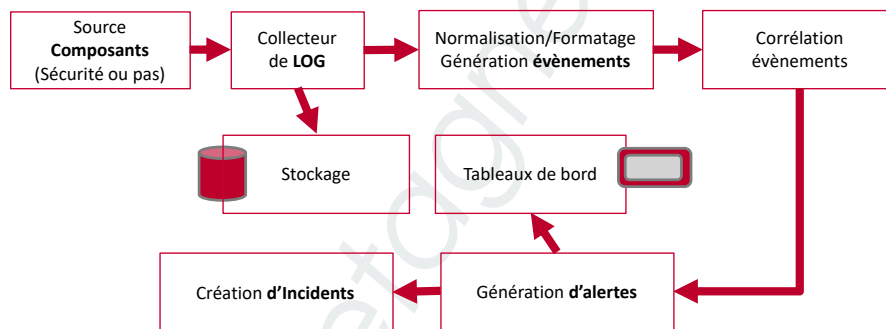 Source
Composants
(Sécurité ou pas)
Collecteur
de LOG
Normalisation/Formatage
Génération évènements
Corrélation
évènements
Stockage
Tableaux de bord
Création d'Incidents
Génération d'alertes